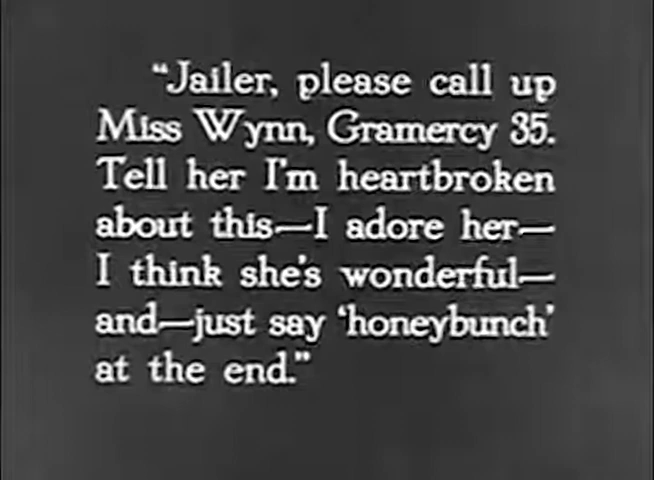 “Jailer, please call up
Miss Wynn, Gramercy 35.
Tell her I'm heartbroken
about this—I adore her—
I think she's wonderful—
and—just say ‘honeybunch’
at the end.”